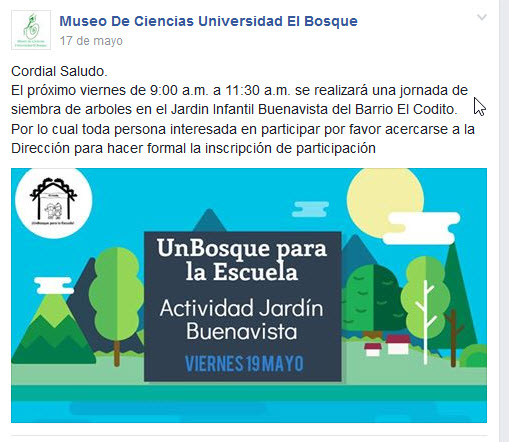 Museo De Ciencias Universidad El Bosque
17 de mayo
Cordial Saludo.
El próximo viernes de 9:00 a.m. a 11:30 a.m. se realizará una jornada de
siembra de arboles en el Jardin Infantil Buenavista del Barrio El Codito.
Por lo cual toda persona interesada en participar por favor acercarse a la
Dirección para hacer formal la inscripción de participación
UnBosque para la Escuela
UnBosque para
la Escuela
Actividad Jardín
Buenavista
VIERNES 19 MAYO